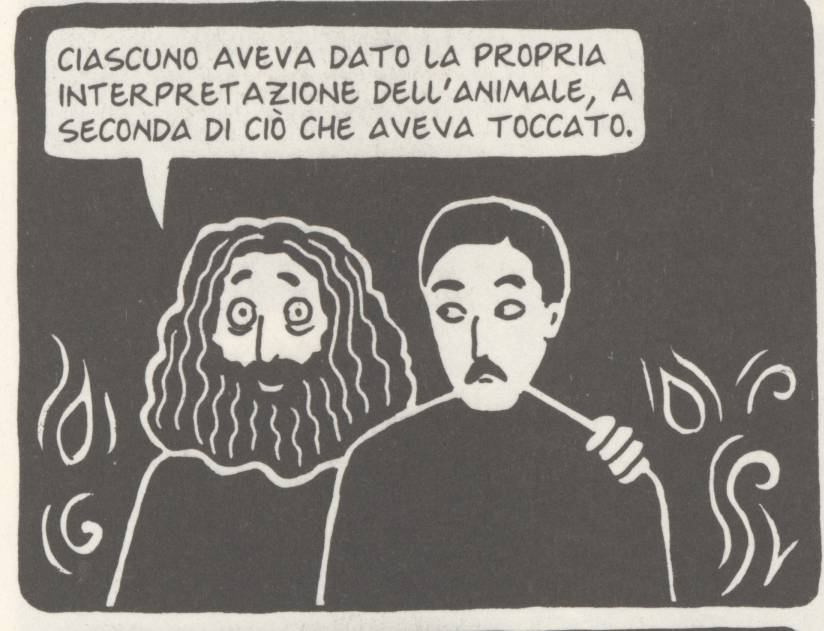 CIASCUNO AVEVA DATO LA PROPRIA
INTERPRETAZIONE DELL'ANIMALE, A
SECONDA DI CIÒ CHE AVEVA TOCCATO.